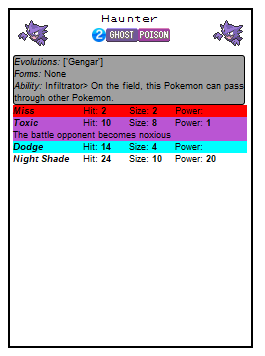 Haunter
2 GHOST POISON
Evolutions: ['Gengar']
Forms: None
Ability: Infiltrator> On the field, this Pokemon can pass
through other Pokemon.
Miss Hit: 2 Size: 2 Power:
Toxic Hit: 10 Size: 8 Power: 1
The battle opponent becomes noxious
Dodge Hit: 14 Size: 4 Power:
Night Shade Hit: 24 Size: 10 Power: 20